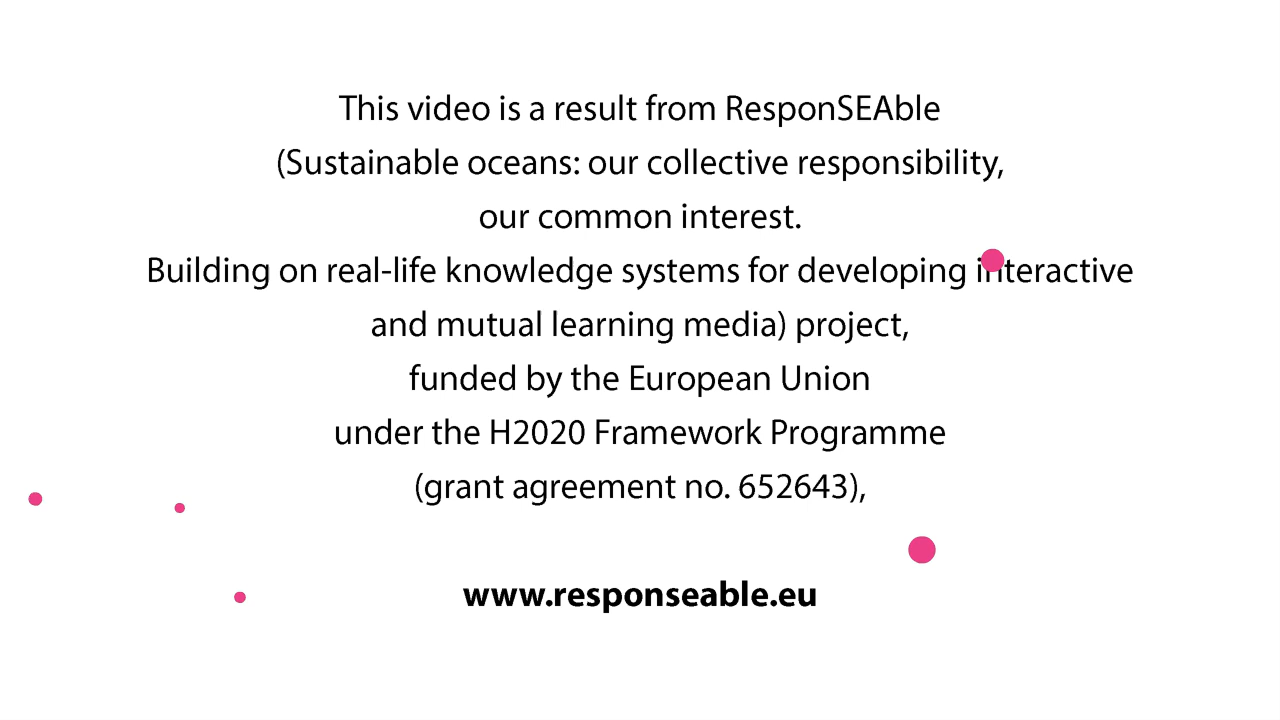 This video is a result from ResponSEAble
(Sustainable oceans: our collective responsibility,
our common interest.
Building on real-life knowledge systems for developing interactive
and mutual learning media) project,
funded by the European Union
under the H2020 Framework Programme
(grant agreement no. 652643),
www.responseable.eu